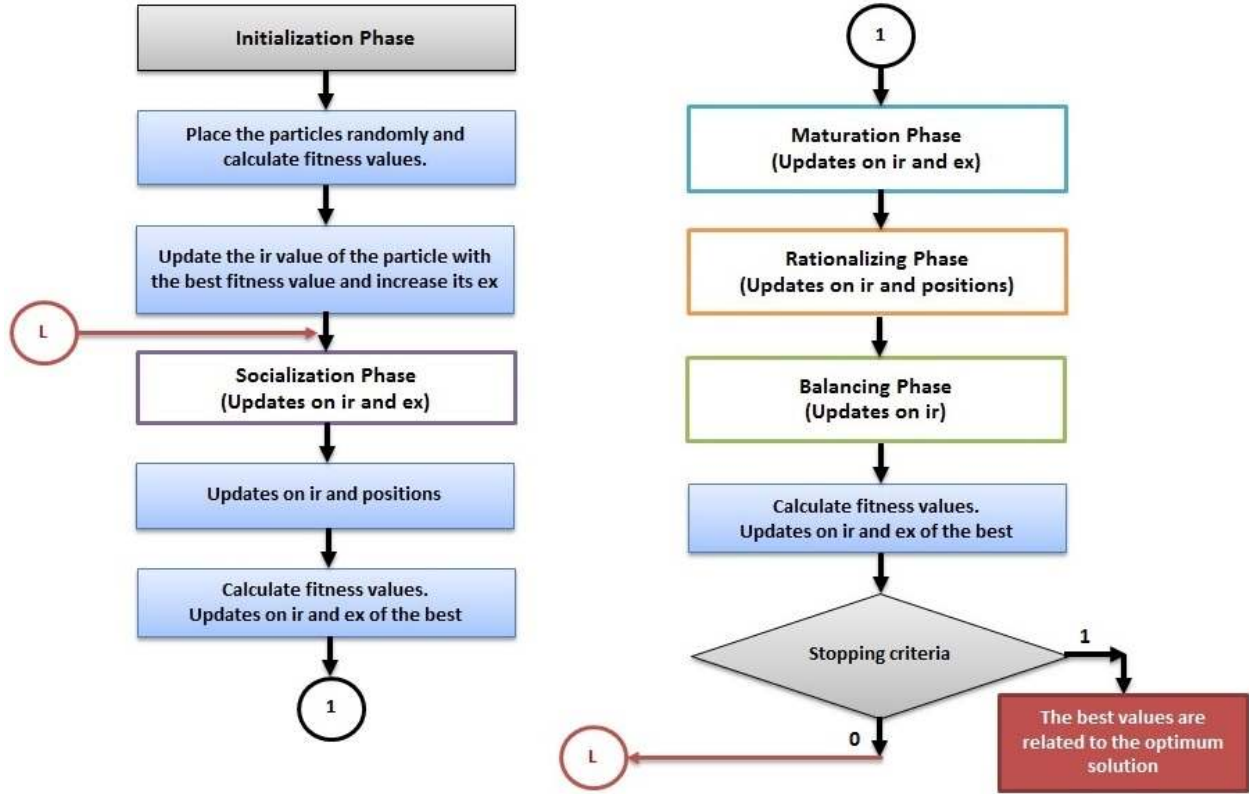 Initialization Phase
Place the particles randomly and
calculate fitness values.
Update the ir value of the particle with
the best fitness value and increase its ex
L
Socialization Phase
(Updates on ir and ex)
Updates on ir and positions
Calculate fitness values.
Updates on ir and ex of the best
1
1
Maturation Phase
(Updates on ir and ex)
Rationalizing Phase
(Updates on ir and positions)
Balancing Phase
(Updates on ir)
Calculate fitness values.
Updates on ir and ex of the best
Stopping criteria
1
The best values are
related to the optimum
solution
0
L